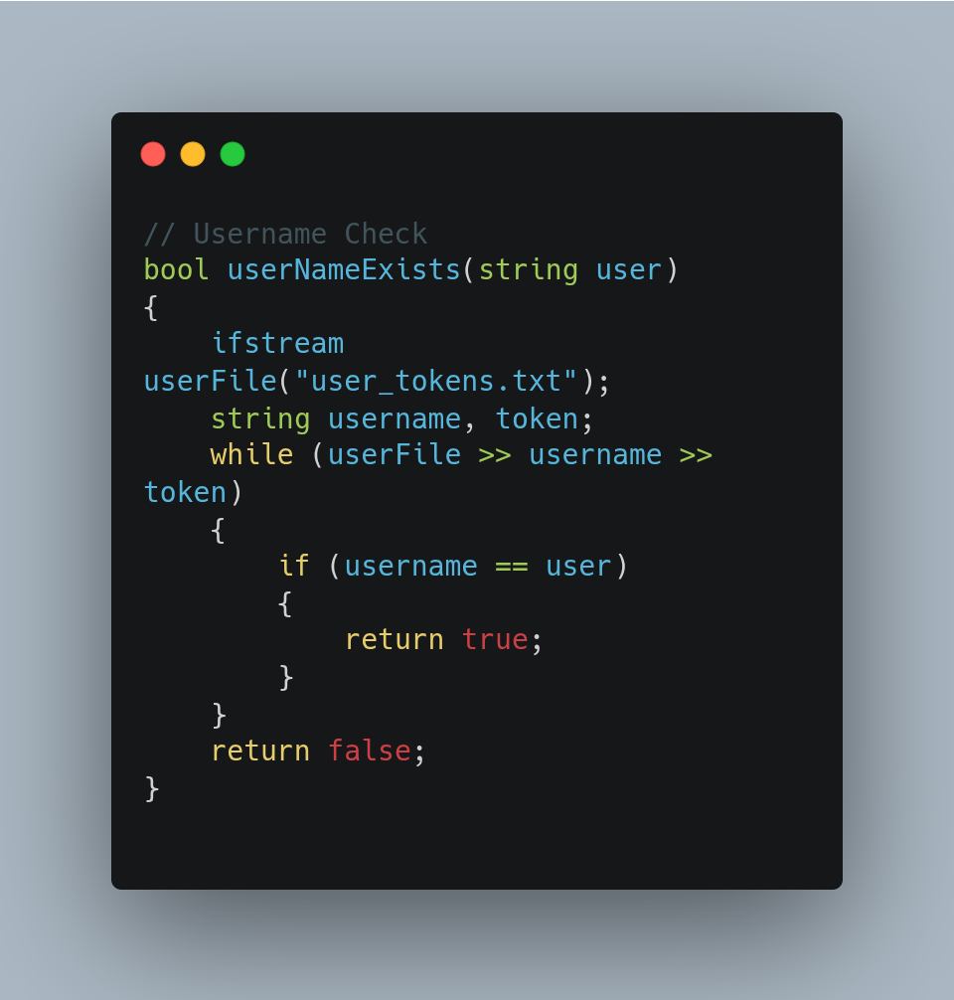 // Username Check
bool userNameExists(string user)
{
    ifstream
userFile("user_tokens.txt");
    string username, token;
    while (userFile >> username >>
token)
    {
        if (username == user)
        {
            return true;
        }
    }
    return false;
}